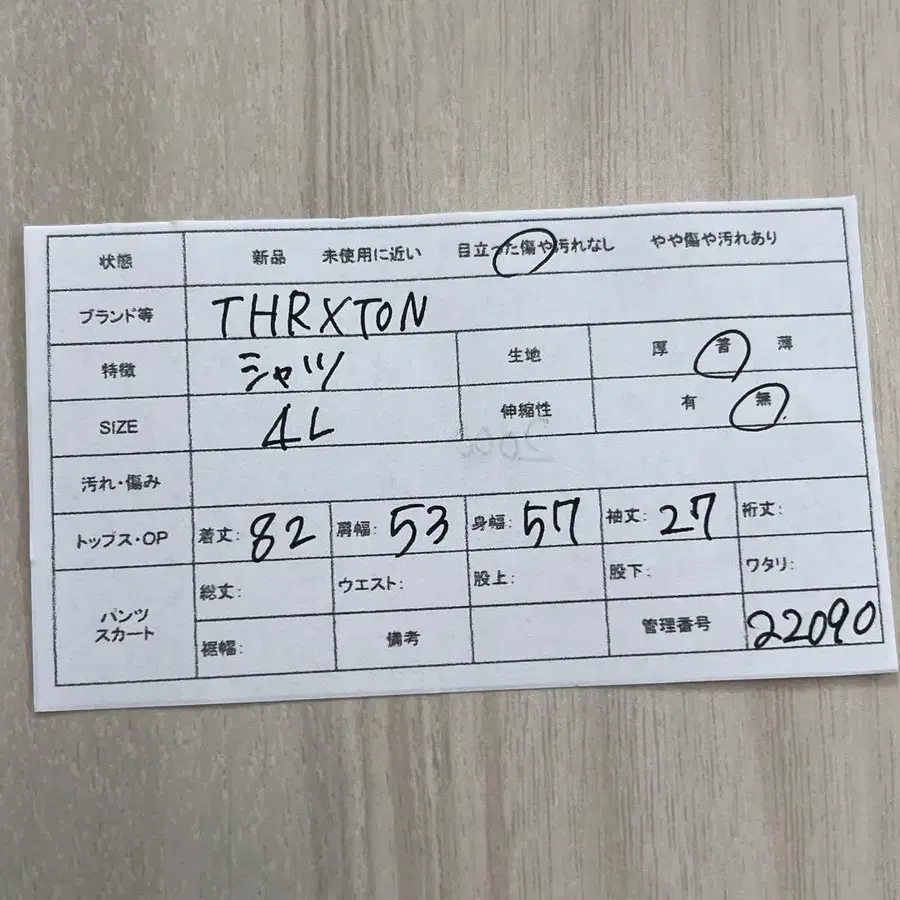 状態 新品 未使用に近い 目立った傷や汚れなし やや傷や汚れあり
ブランド等 THRXTON
特徴 シャツ 生地 厚 普 薄
SIZE 4L 伸縮性 有 無
汚れ・傷み
トップス・OP 着丈: 82 肩幅: 53 身幅: 57 袖丈: 27 裄丈:
パンツ スカート 総丈: ウエスト: 股上: 股下: ワタリ:
裾幅: 備考 管理番号 22090